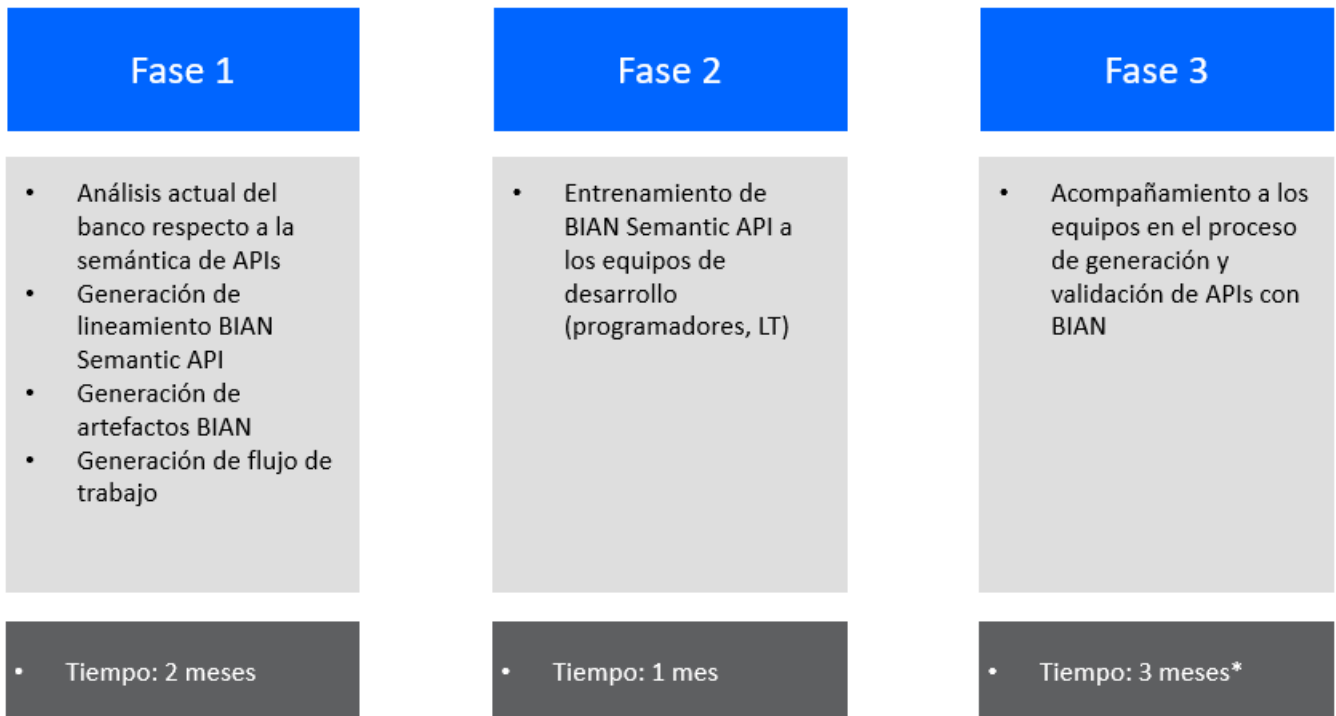 Fase 1
• Análisis actual del
banco respecto a la
semántica de APIs
• Generación de
lineamiento BIAN
Semantic API
• Generación de
artefactos BIAN
• Generación de flujo de
trabajo
• Tiempo: 2 meses
Fase 2
• Entrenamiento de
BIAN Semantic API a
los equipos de
desarrollo
(programadores, LT)
• Tiempo: 1 mes
Fase 3
• Acompañamiento a los
equipos en el proceso
de generación y
validación de APIs con
BIAN
• Tiempo: 3 meses*